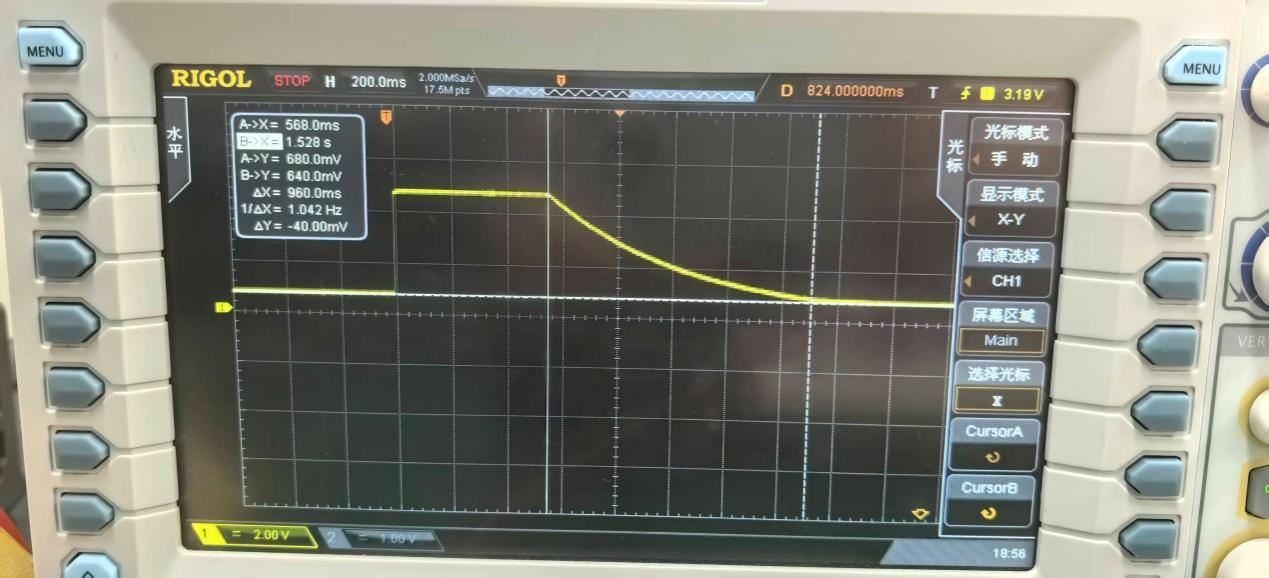 MENU
MENU
RIGOL STOP H 200.0ms 2.000MSa/s 17.5M pts T D 824.000000ms T 1 3.19V
水平
T
A->X= 568.0ms
B->X= 1.528 s
A->Y= 680.0mV
B->Y= 640.0mV
ΔX= 960.0ms
1/ΔX= 1.042 Hz
ΔY= -40.00mV
1
光标
光标模式
手 动
显示模式
X-Y
信源选择
CH1
屏幕区域
Main
选择光标
X
CursorA
CursorB
1 = 2.00V 2 = 1.00V
18:56
VER